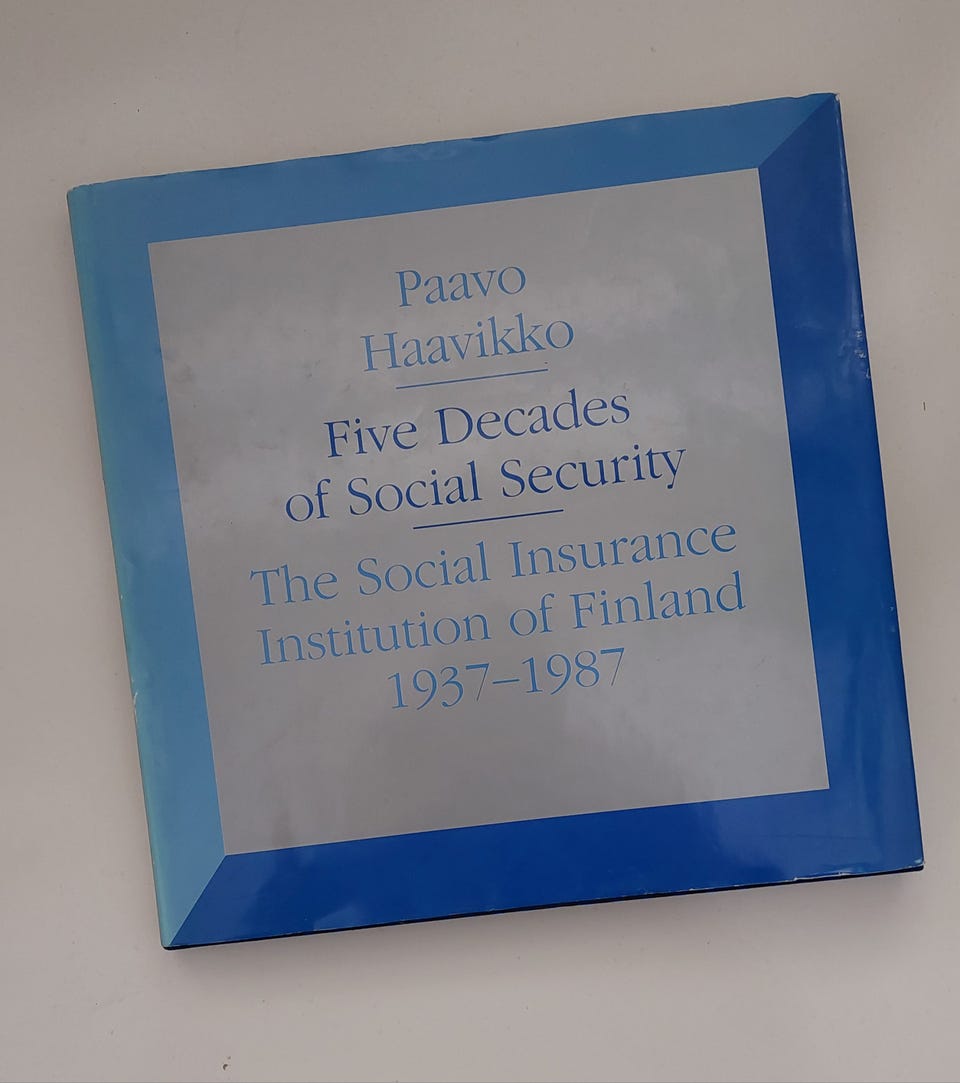 Paavo
Haavikko
Five Decades
of Social Security
The Social Insurance
Institution of Finland
1937–1987